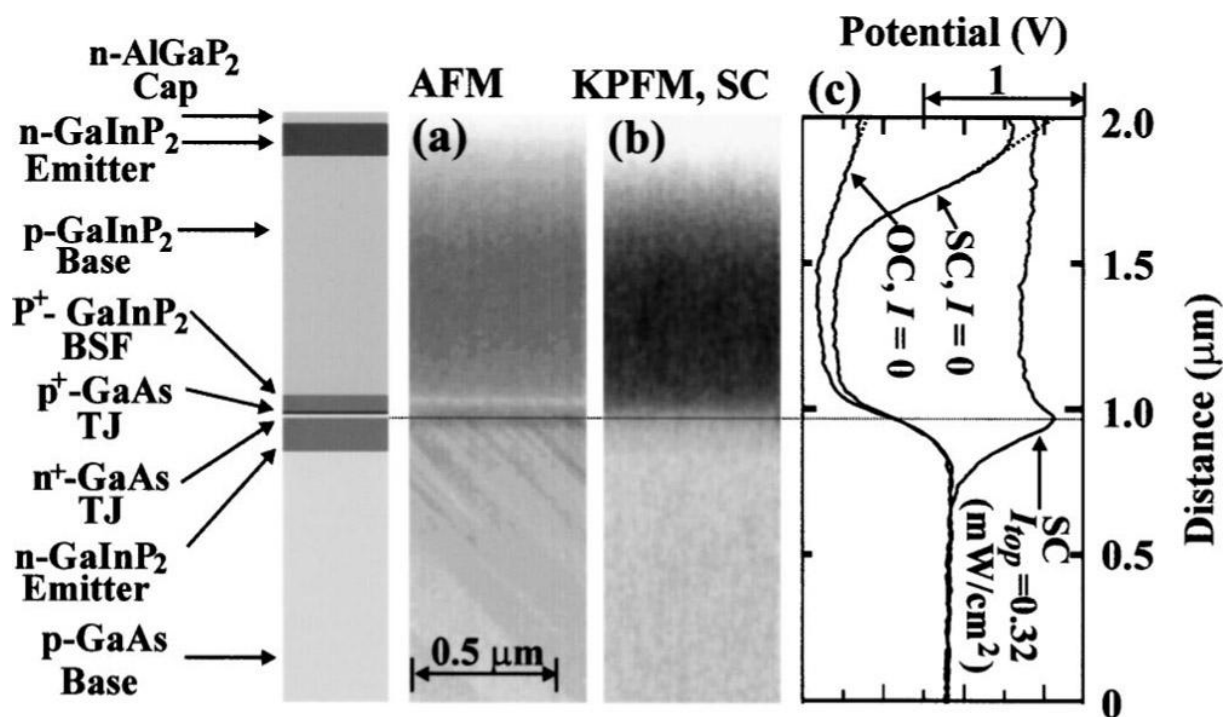 n-AlGaP₂
Cap
n-GaInP₂
Emitter
p-GaInP₂
Base
P⁺- GaInP₂
BSF
p⁺-GaAs
TJ
n⁺-GaAs
TJ
n-GaInP₂
Emitter
p-GaAs
Base
AFM
(a)
0.5 μm
KPFM, SC
(b)
Potential (V)
(c)
1
OC, I = 0
SC, I = 0
SC
Itop=0.32
(mW/cm²)
2.0
1.5
1.0
0.5
0
Distance (μm)